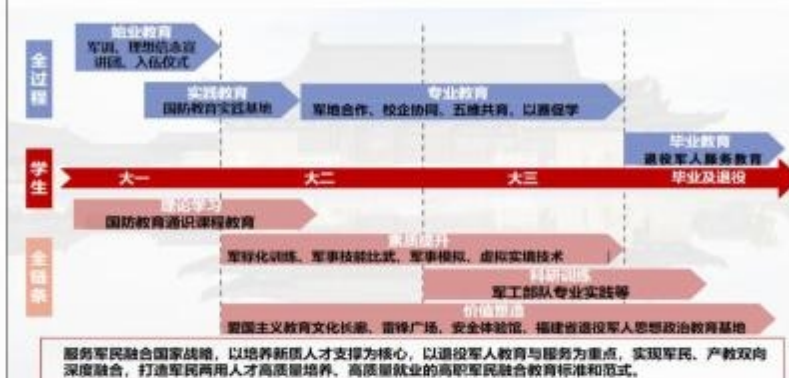 始业教育
军训、理想信念宣
讲团、入伍仪式
全过程
实践教育
国防教育实践基地
专业教育
军地合作、校企协同、五维共育、以赛促学
毕业教育
退役军人服务教育
学生
大一
大二
大三
毕业及退役
理论学习
国防教育通识课程教育
全链条
素质提升
军标化训练、军事技能比武、军事模拟、虚拟实境技术
科研训练
军工部队专业实践等
价值塑造
爱国主义教育文化长廊、雷锋广场、安全体验馆、福建省退役军人思想政治教育基地
服务军民融合国家战略，以培养新质人才支撑为核心，以退役军人教育与服务为重点，实现军民、产教双向
深度融合，打造军民两用人才高质量培养、高质量就业的高职军民融合教育标准和范式。